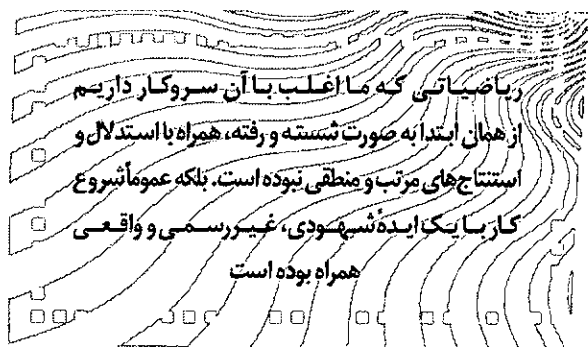 ریاضیاتی که ما اغلب با آن سروکار داریم
از همان ابتدا به صورت شسته و رفته، همراه با استدلال و
استنتاج‌های مرتب و منطقی نبوده است. بلکه عموماً شروع
کار با یک ایدهٔ شهودی، غیررسمی و واقعی
همراه بوده است